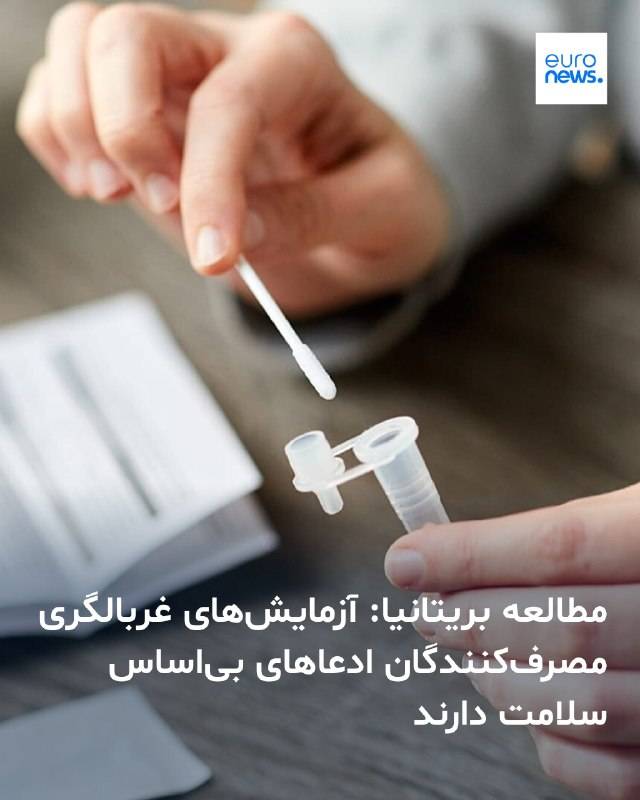 euro
news.
مطالعه بریتانیا: آزمایش‌های غربالگری
مصرف‌کنندگان ادعاهای بی‌اساس
سلامت دارند